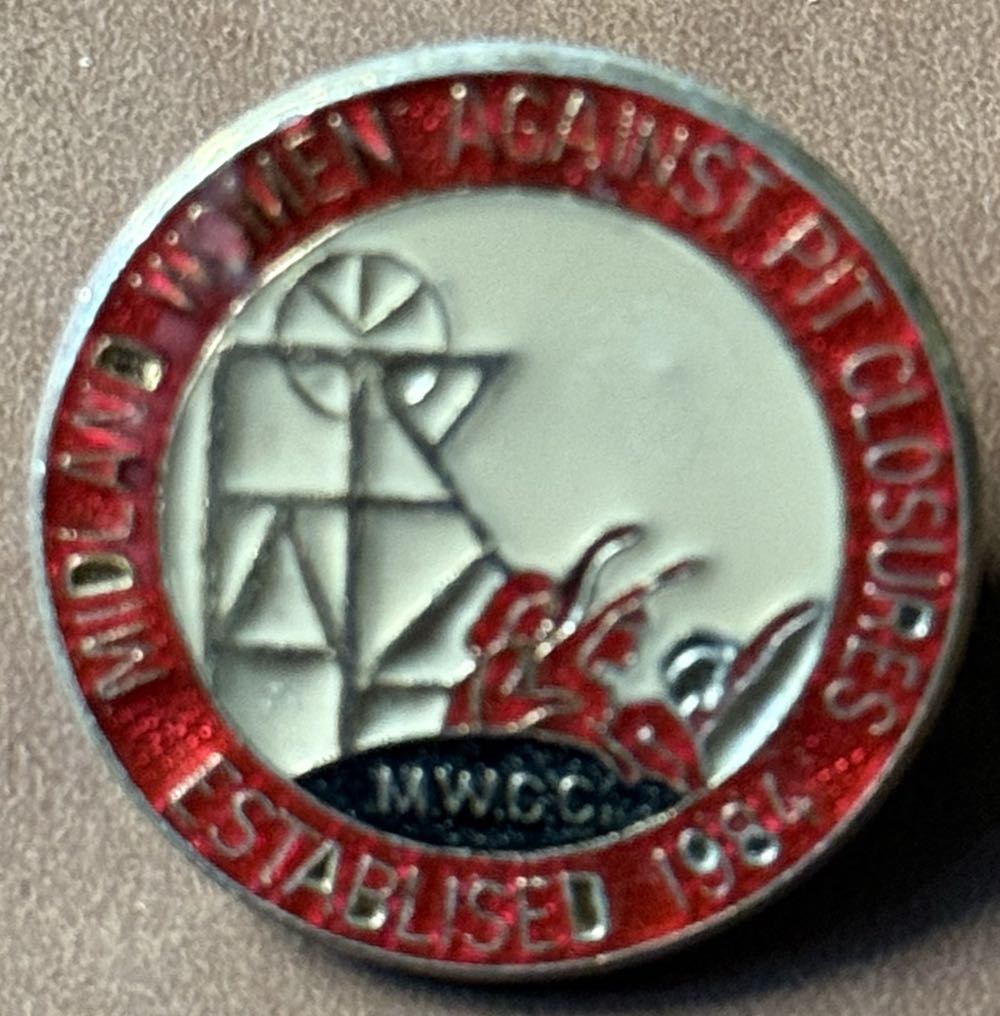 MIDLAND WOMEN AGAINST PIT CLOSURES
M.W.C.C.
ESTABLISED 1984